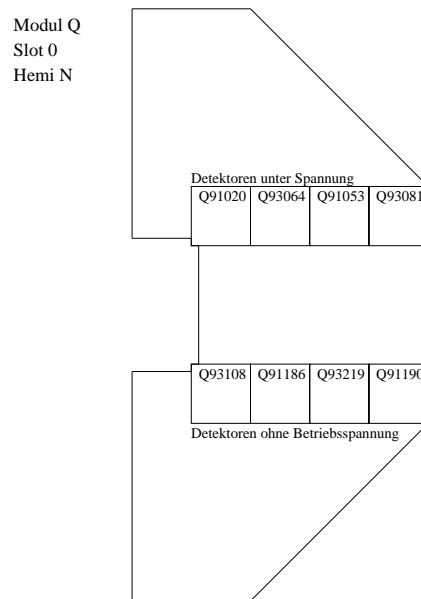 Modul Q
Slot 0
Hemi N
Detektoren unter Spannung
Q91020 Q93064 Q91053 Q93081
Q93108 Q91186 Q93219 Q91190
Detektoren ohne Betriebsspannung